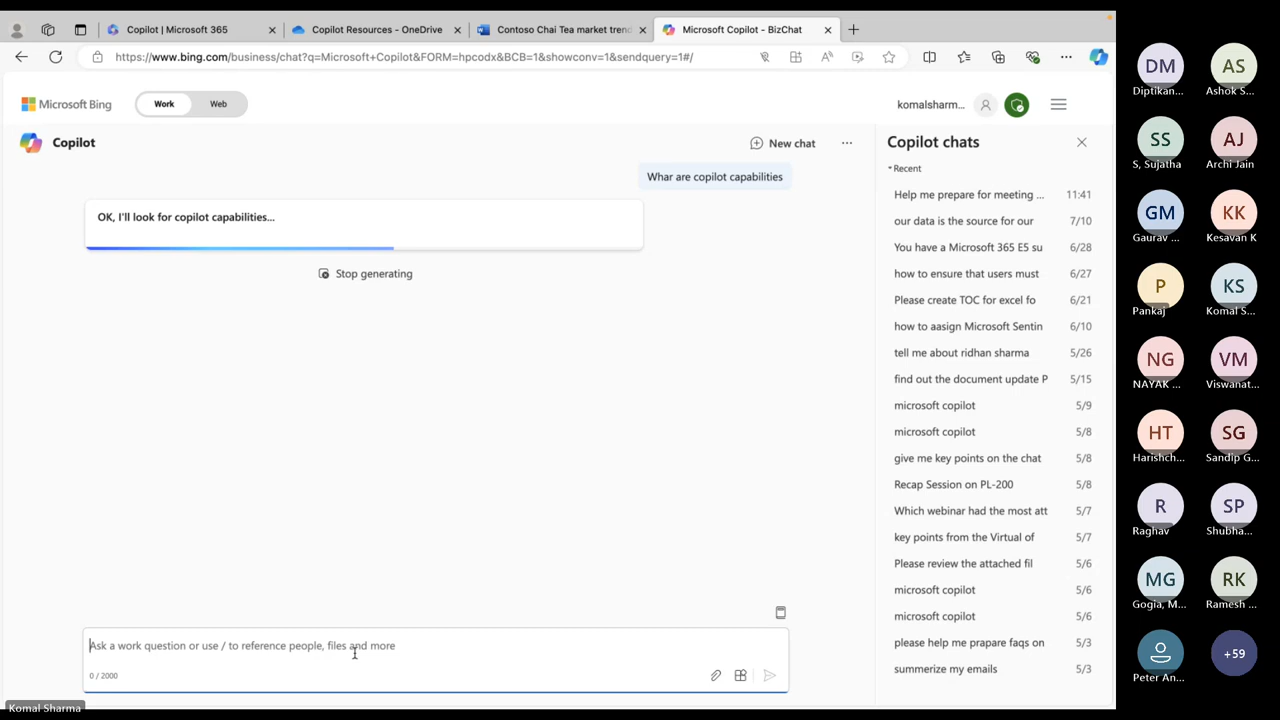 Copilot | Microsoft 365
Copilot Resources - OneDrive
Contoso Chai Tea market trend
Microsoft Copilot - BizChat
https://www.bing.com/business/chat?q=Microsoft+Copilot&FORM=hpcodx&BCB=1&showconv=1&sendquery=1#/
Microsoft Bing
Work
Web
komalsharm...
Copilot
New chat
Whar are copilot capabilities
OK, I'll look for copilot capabilities...
Stop generating
Ask a work question or use / to reference people, files and more
0 / 2000
Copilot chats
Recent
Help me prepare for meeting ... 11:41
our data is the source for our 7/10
You have a Microsoft 365 E5 su 6/28
how to ensure that users must 6/27
Please create TOC for excel fo 6/21
how to aasign Microsoft Sentin 6/10
tell me about ridhan sharma 5/26
find out the document update P 5/15
microsoft copilot 5/9
microsoft copilot 5/8
give me key points on the chat 5/8
Recap Session on PL-200 5/8
Which webinar had the most att 5/7
key points from the Virtual of 5/7
Please review the attached fil 5/6
microsoft copilot 5/6
microsoft copilot 5/6
please help me prapare faqs on 5/3
summerize my emails 5/3
DM AS
Diptikan... Ashok S...
SS AJ
S, Sujatha Archi Jain
GM KK
Gaurav ... Kesavan K
P KS
Pankaj Komal S...
NG VM
NAYAK ... Viswanat...
HT SG
Harishch... Sandip G...
R SP
Raghav Shubha...
MG RK
Gogia, M... Ramesh ...
+59
Peter An...
Komal Sharma